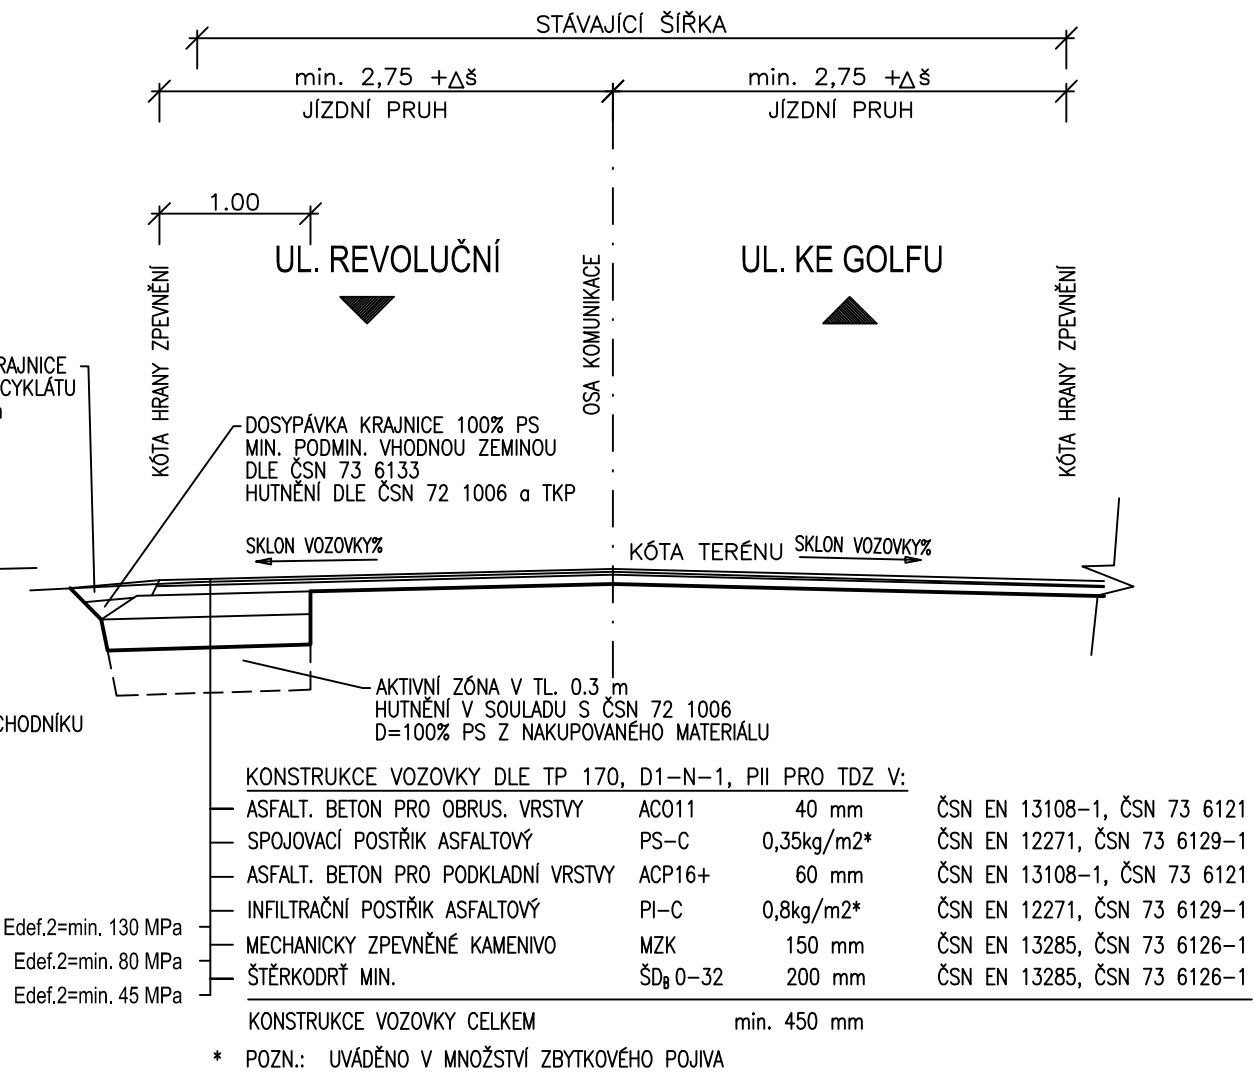 STÁVAJÍCÍ ŠÍŘKA
min. 2,75 +△š
min. 2,75 +△š
JÍZDNÍ PRUH
JÍZDNÍ PRUH
1.00
UL. REVOLUČNÍ
UL. KE GOLFU
KÓTA HRANY ZPEVNĚNÍ
OSA KOMUNIKACE
KÓTA HRANY ZPEVNĚNÍ
RAJNICE
CYKLÁTU
DOSYPÁVKA KRAJNICE 100% PS
MIN. PODMIN. VHODNOU ZEMINOU
DLE ČSN 73 6133
HUTNĚNÍ DLE ČSN 72 1006 a TKP
SKLON VOZOVKY%
KÓTA TERÉNU
SKLON VOZOVKY%
AKTIVNÍ ZÓNA V TL. 0.3 m
HUTNĚNÍ V SOULADU S ČSN 72 1006
D=100% PS Z NAKUPOVANÉHO MATERIÁLU
CHODNÍKU
KONSTRUKCE VOZOVKY DLE TP 170, D1-N-1, PII PRO TDZ V:
ASFALT. BETON PRO OBRUS. VRSTVY ACO11 40 mm ČSN EN 13108-1, ČSN 73 6121
SPOJOVACÍ POSTŘIK ASFALTOVÝ PS-C 0,35kg/m2* ČSN EN 12271, ČSN 73 6129-1
ASFALT. BETON PRO PODKLADNÍ VRSTVY ACP16+ 60 mm ČSN EN 13108-1, ČSN 73 6121
INFILTRAČNÍ POSTŘIK ASFALTOVÝ PI-C 0,8kg/m2* ČSN EN 12271, ČSN 73 6129-1
Edef.2=min. 130 MPa
MECHANICKY ZPEVNĚNÉ KAMENIVO MZK 150 mm ČSN EN 13285, ČSN 73 6126-1
Edef.2=min. 80 MPa
ŠTĚRKODRŤ MIN. ŠDB 0-32 200 mm ČSN EN 13285, ČSN 73 6126-1
Edef.2=min. 45 MPa
KONSTRUKCE VOZOVKY CELKEM min. 450 mm
* POZN.: UVÁDĚNO V MNOŽSTVÍ ZBYTKOVÉHO POJIVA